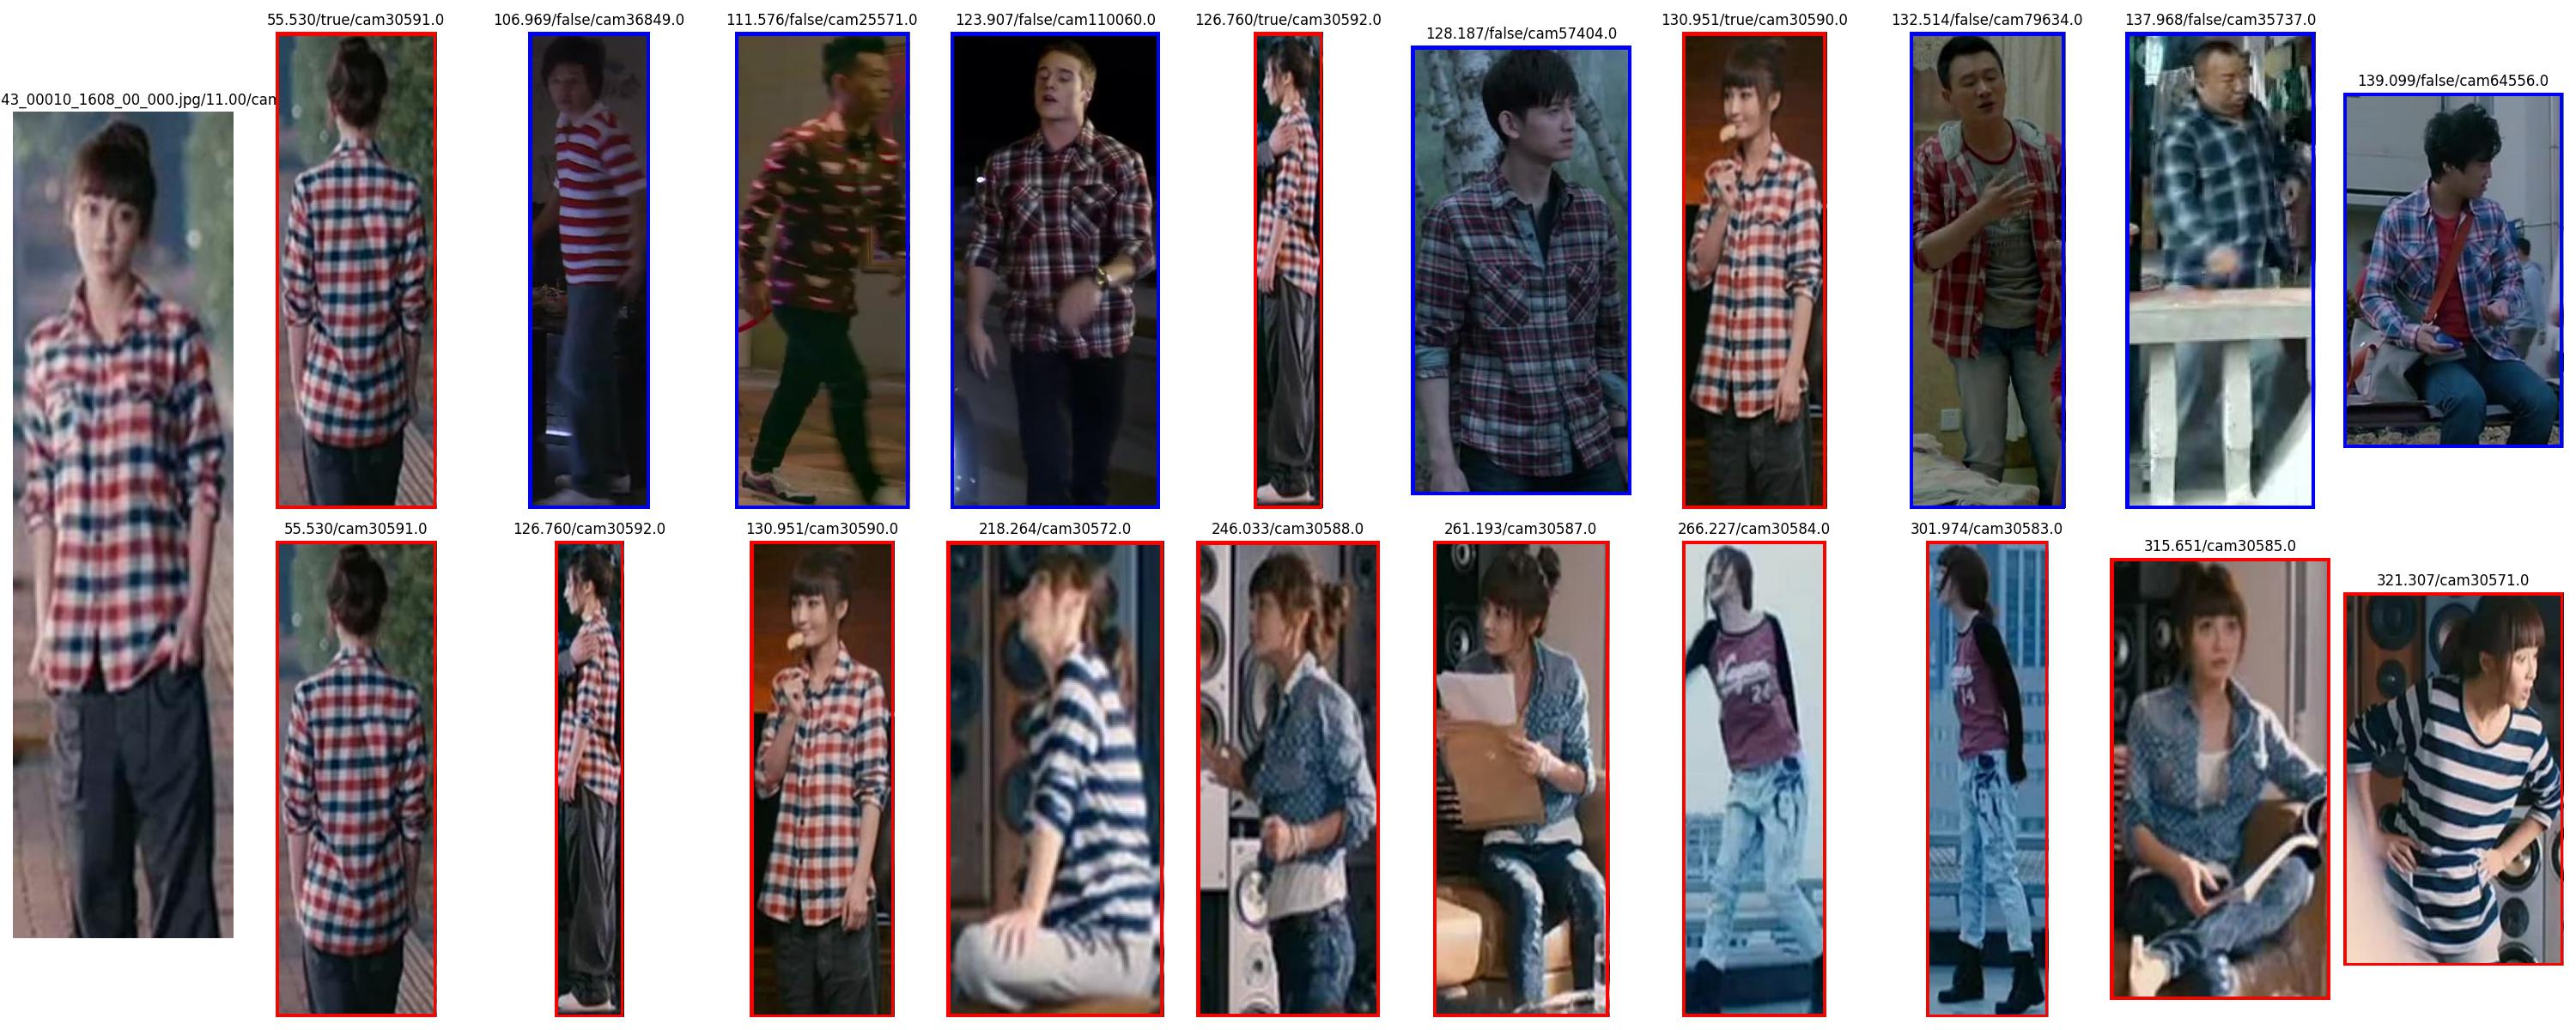 43_00010_1608_00_000.jpg/11.00/cam
55.530/true/cam30591.0
106.969/false/cam36849.0
111.576/false/cam25571.0
123.907/false/cam110060.0
126.760/true/cam30592.0
128.187/false/cam57404.0
130.951/true/cam30590.0
132.514/false/cam79634.0
137.968/false/cam35737.0
139.099/false/cam64556.0
55.530/cam30591.0
126.760/cam30592.0
130.951/cam30590.0
218.264/cam30572.0
246.033/cam30588.0
261.193/cam30587.0
266.227/cam30584.0
301.974/cam30583.0
315.651/cam30585.0
321.307/cam30571.0